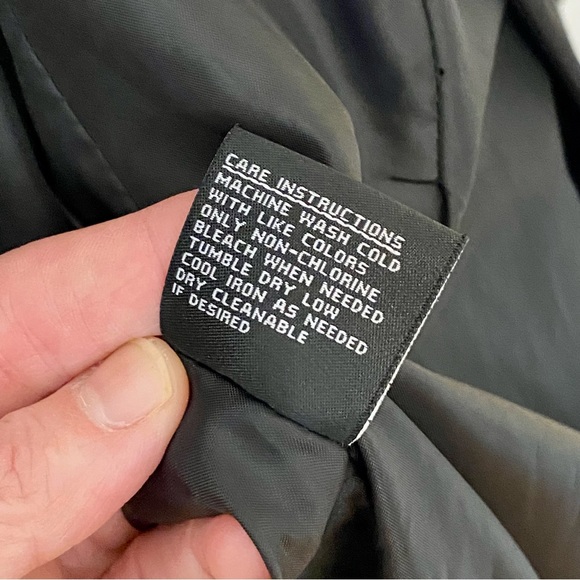 CARE INSTRUCTIONS
MACHINE WASH COLD
WITH LIKE COLORS
ONLY NON-CHLORINE
BLEACH WHEN NEEDED
TUMBLE DRY LOW
COOL IRON AS NEEDED
DRY CLEANABLE
IF DESIRED